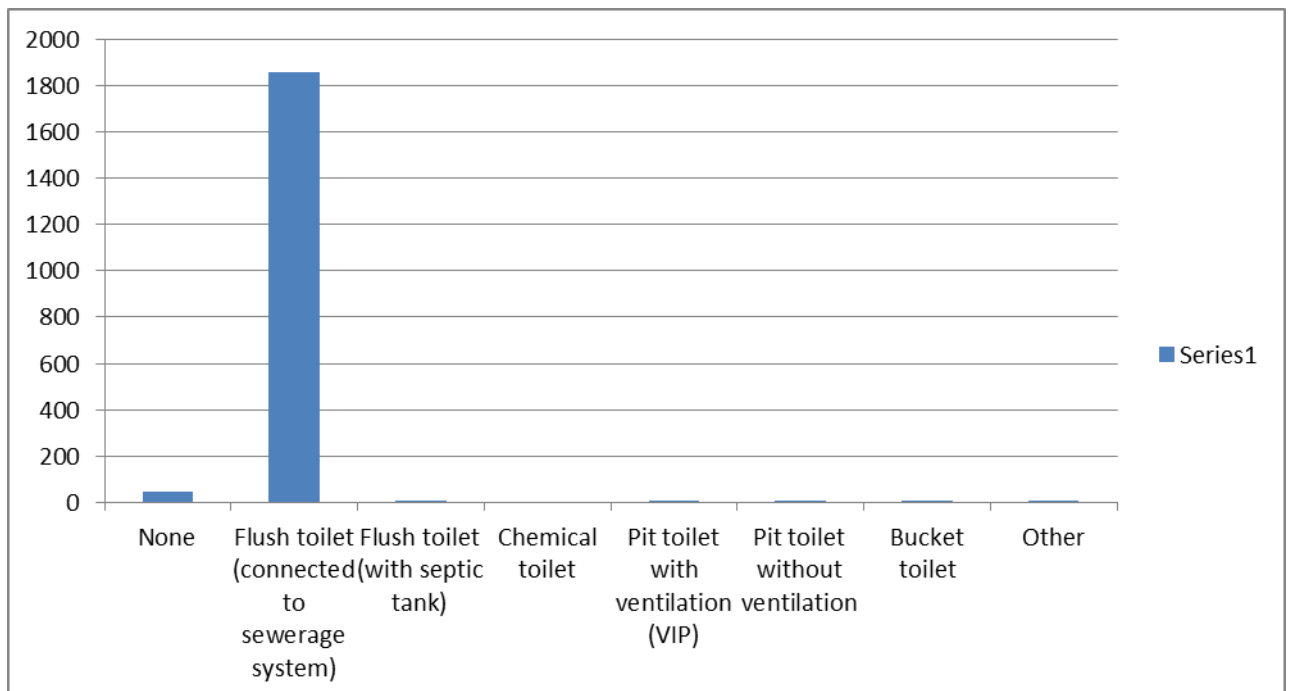 2000
1800
1600
1400
1200
1000
800
600
400
200
0
None
Flush toilet
(connected
to
sewerage
system)
Flush toilet
(with septic
tank)
Chemical
toilet
Pit toilet
with
ventilation
(VIP)
Pit toilet
without
ventilation
Bucket
toilet
Other
Series1